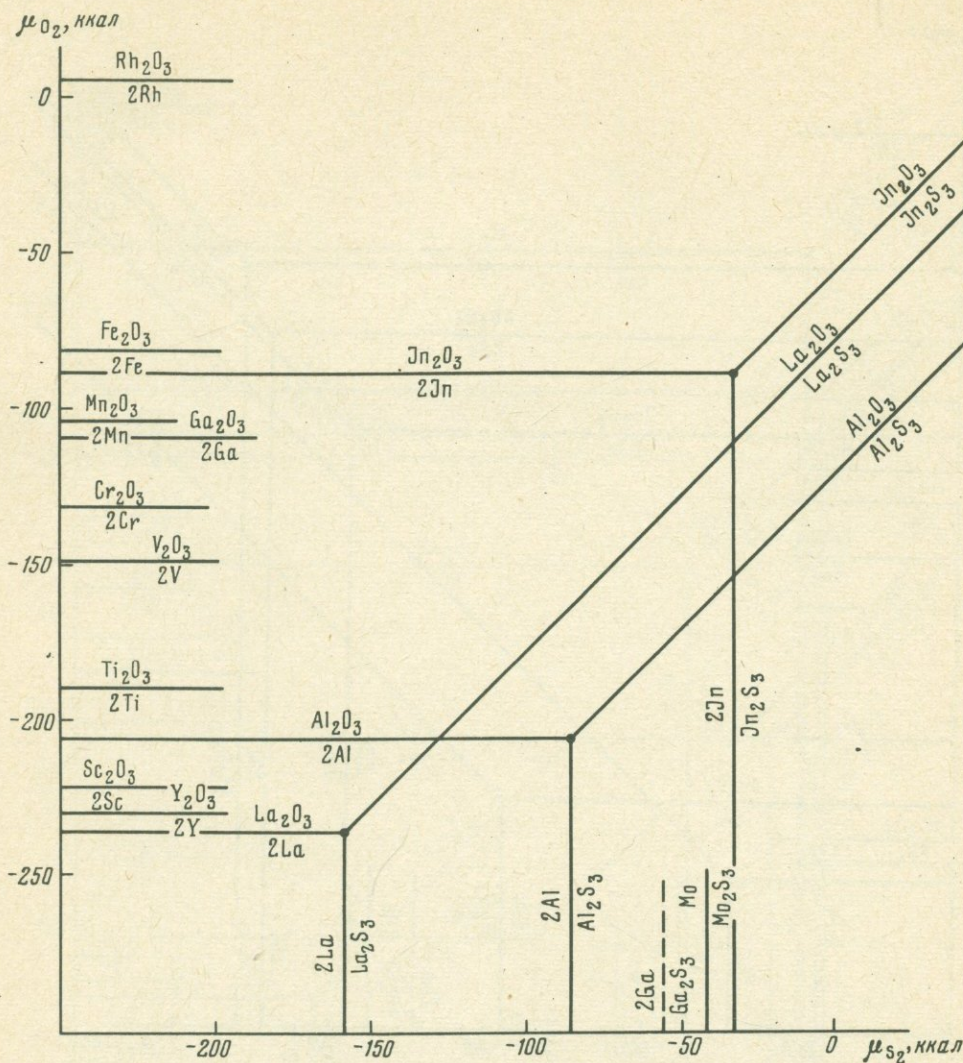 μO₂, ккал
Rh₂O₃
0
2Rh
Jn₂O₃
Jn₂S₃
-50
La₂O₃
La₂S₃
Fe₂O₃
2Fe
Jn₂O₃
2Jn
-100
Mn₂O₃
Ga₂O₃
2Mn
2Ga
Al₂O₃
Al₂S₃
Cr₂O₃
2Cr
V₂O₃
-150
2V
Ti₂O₃
2Ti
2Jn
Jn₂S₃
-200
Al₂O₃
2Al
Sc₂O₃
2Sc
Y₂O₃
La₂O₃
2Y
2La
-250
2La
La₂S₃
2Al
Al₂S₃
2Ga
Ga₂S₃
Mo
Mo₂S₃
-200
-150
-100
-50
0
μS₂, ккал